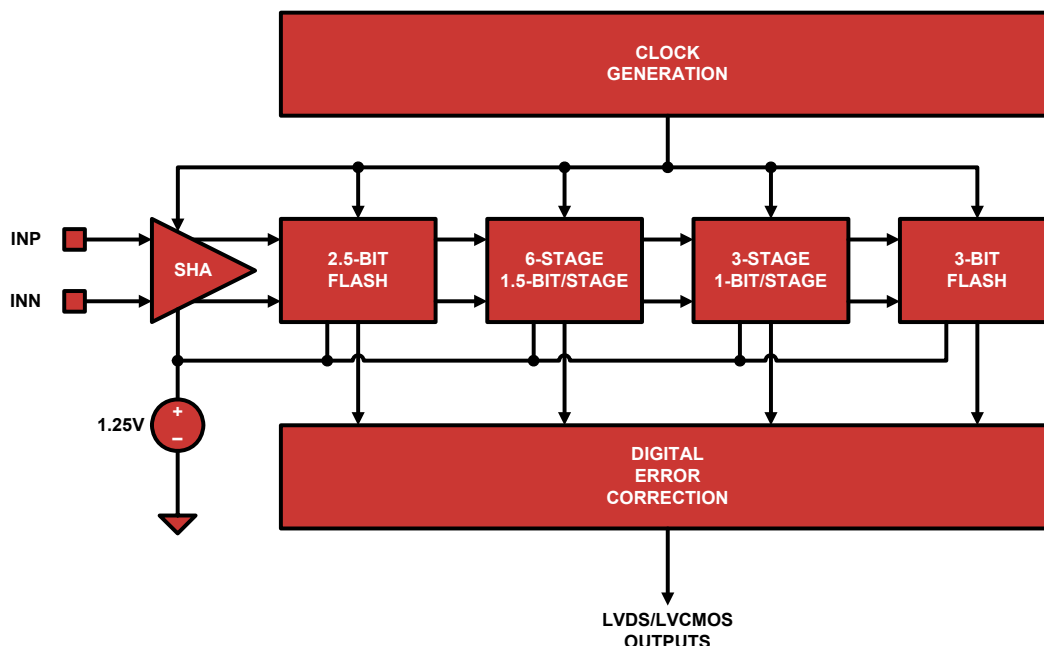 CLOCK
GENERATION
INP
INN
SHA
2.5-BIT
FLASH
6-STAGE
1.5-BIT/STAGE
3-STAGE
1-BIT/STAGE
3-BIT
FLASH
1.25V
+
–
DIGITAL
ERROR
CORRECTION
LVDS/LVCMOS
OUTPUTS